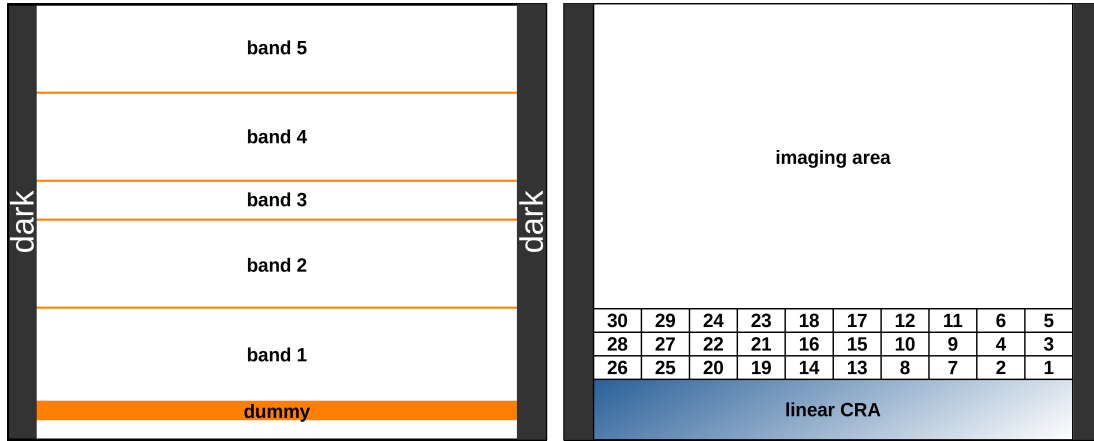 band 5
band 4
band 3
band 2
band 1
dummy
dark
dark
imaging area
30 29 24 23 18 17 12 11 6 5
28 27 22 21 16 15 10 9 4 3
26 25 20 19 14 13 8 7 2 1
linear CRA